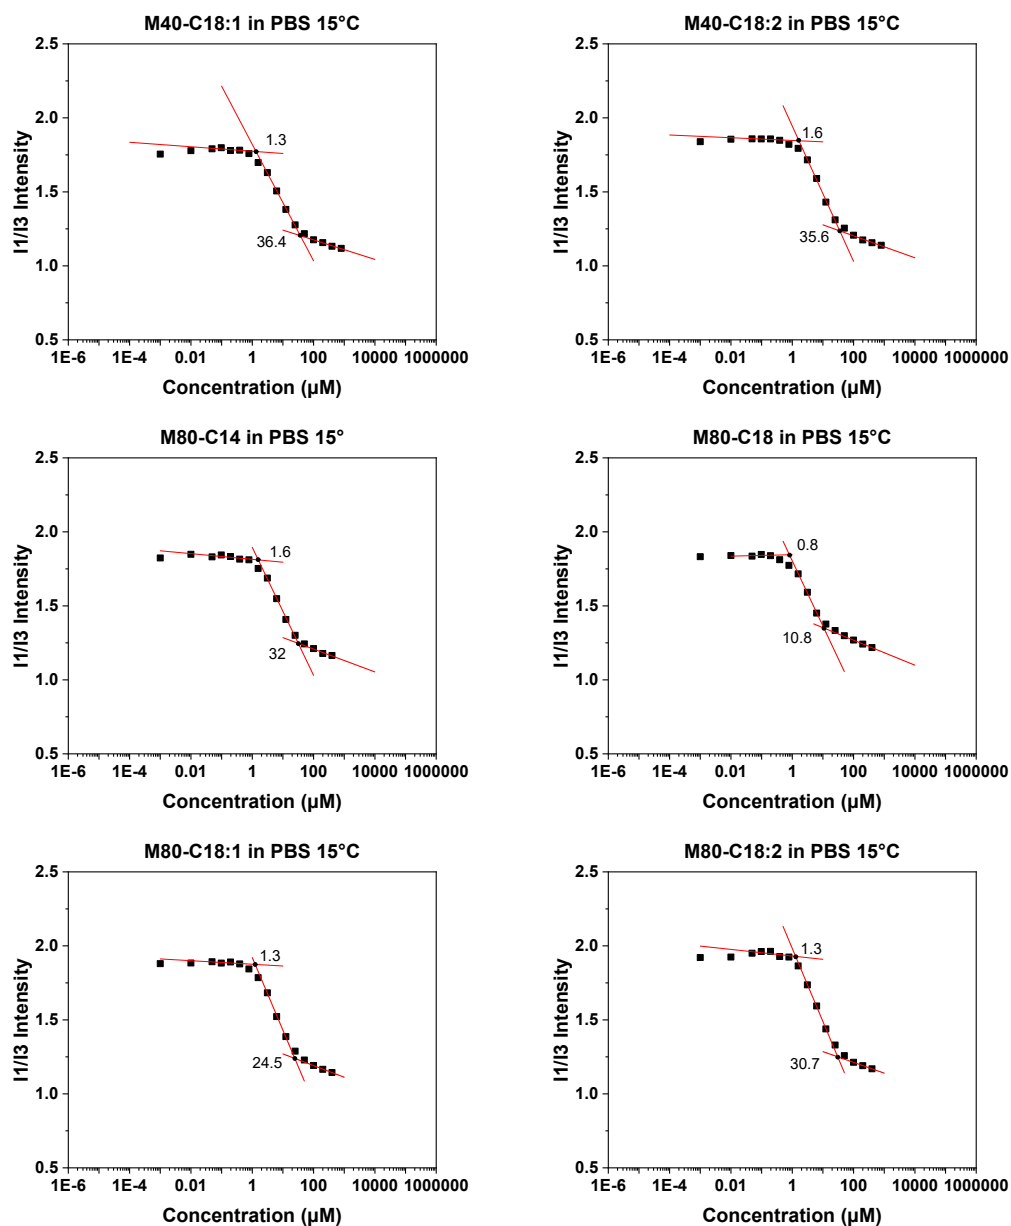 M40-C18:1 in PBS 15°C
2.5
2.0
1.5
1.0
0.5
I1/I3 Intensity
1.3
36.4
1E-6 1E-4 0.01 1 100 10000 1000000
Concentration (µM)
M40-C18:2 in PBS 15°C
2.5
2.0
1.5
1.0
0.5
I1/I3 Intensity
1.6
35.6
1E-6 1E-4 0.01 1 100 10000 1000000
Concentration (µM)
M80-C14 in PBS 15°
2.5
2.0
1.5
1.0
0.5
I1/I3 Intensity
1.6
32
1E-6 1E-4 0.01 1 100 10000 1000000
Concentration (µM)
M80-C18 in PBS 15°C
2.5
2.0
1.5
1.0
0.5
I1/I3 Intensity
0.8
10.8
1E-6 1E-4 0.01 1 100 10000 1000000
Concentration (µM)
M80-C18:1 in PBS 15°C
2.5
2.0
1.5
1.0
0.5
I1/I3 Intensity
1.3
24.5
1E-6 1E-4 0.01 1 100 10000 1000000
Concentration (µM)
M80-C18:2 in PBS 15°C
2.5
2.0
1.5
1.0
0.5
I1/I3 Intensity
1.3
30.7
1E-6 1E-4 0.01 1 100 10000 1000000
Concentration (µM)